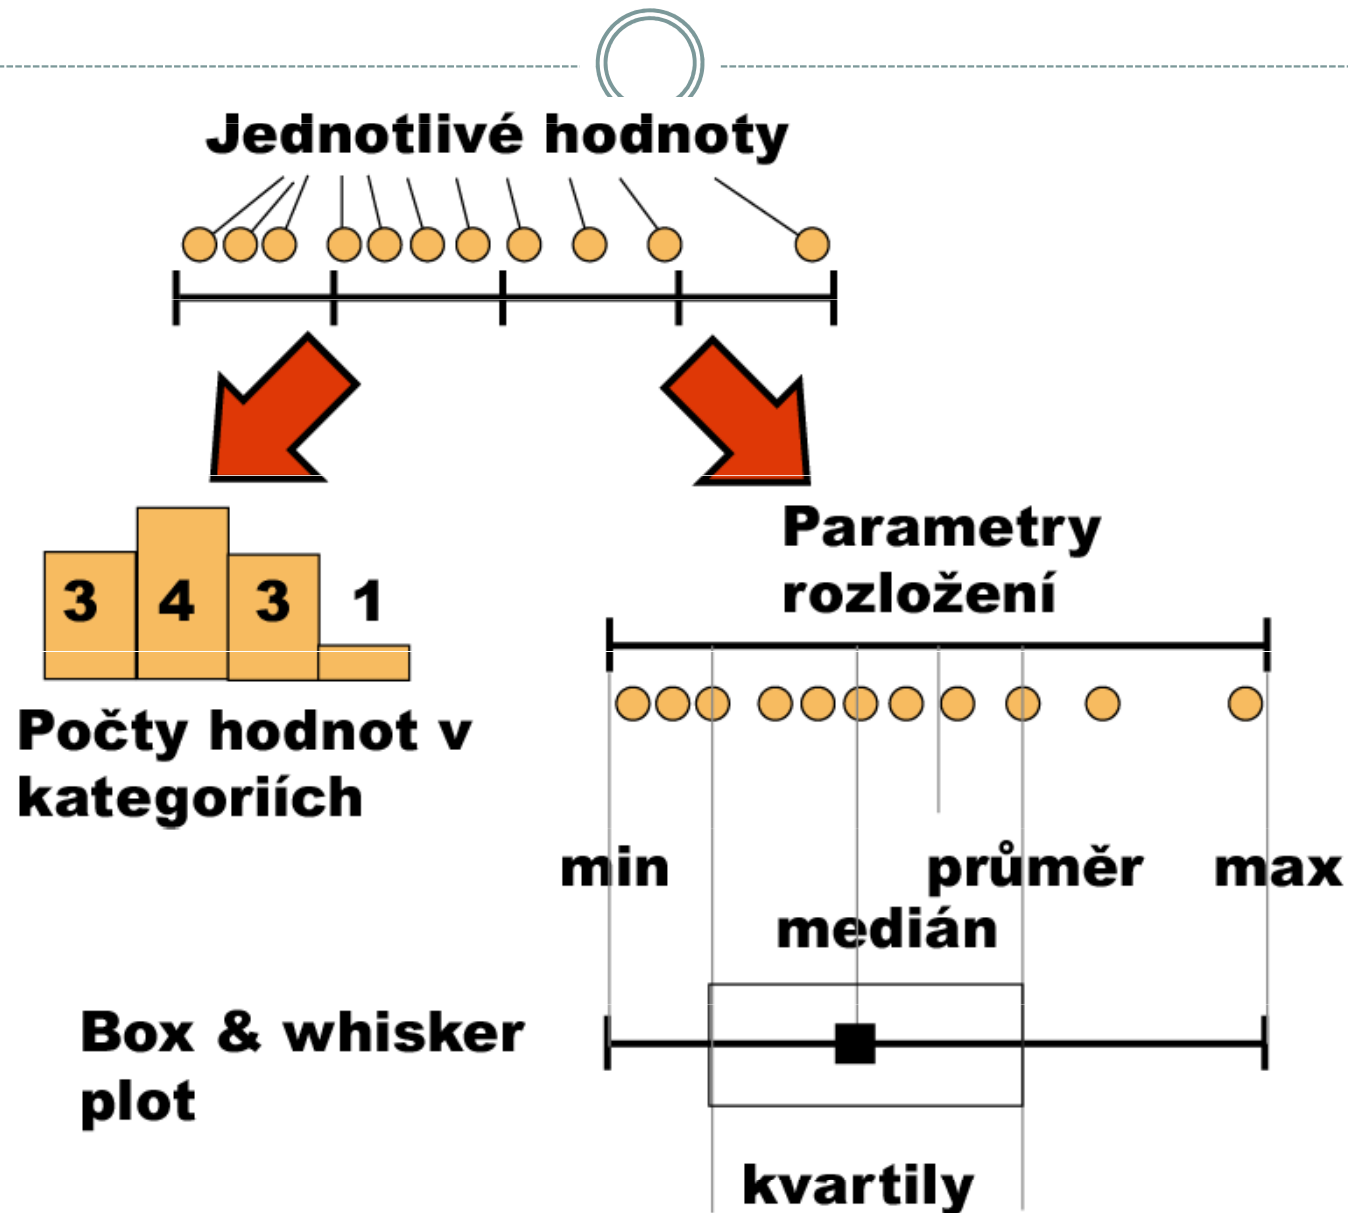 Jednotlivé hodnoty
3 4 3 1
Počty hodnot v
kategoriích
Parametry
rozložení
min průměr max
medián
Box & whisker
plot
kvartily